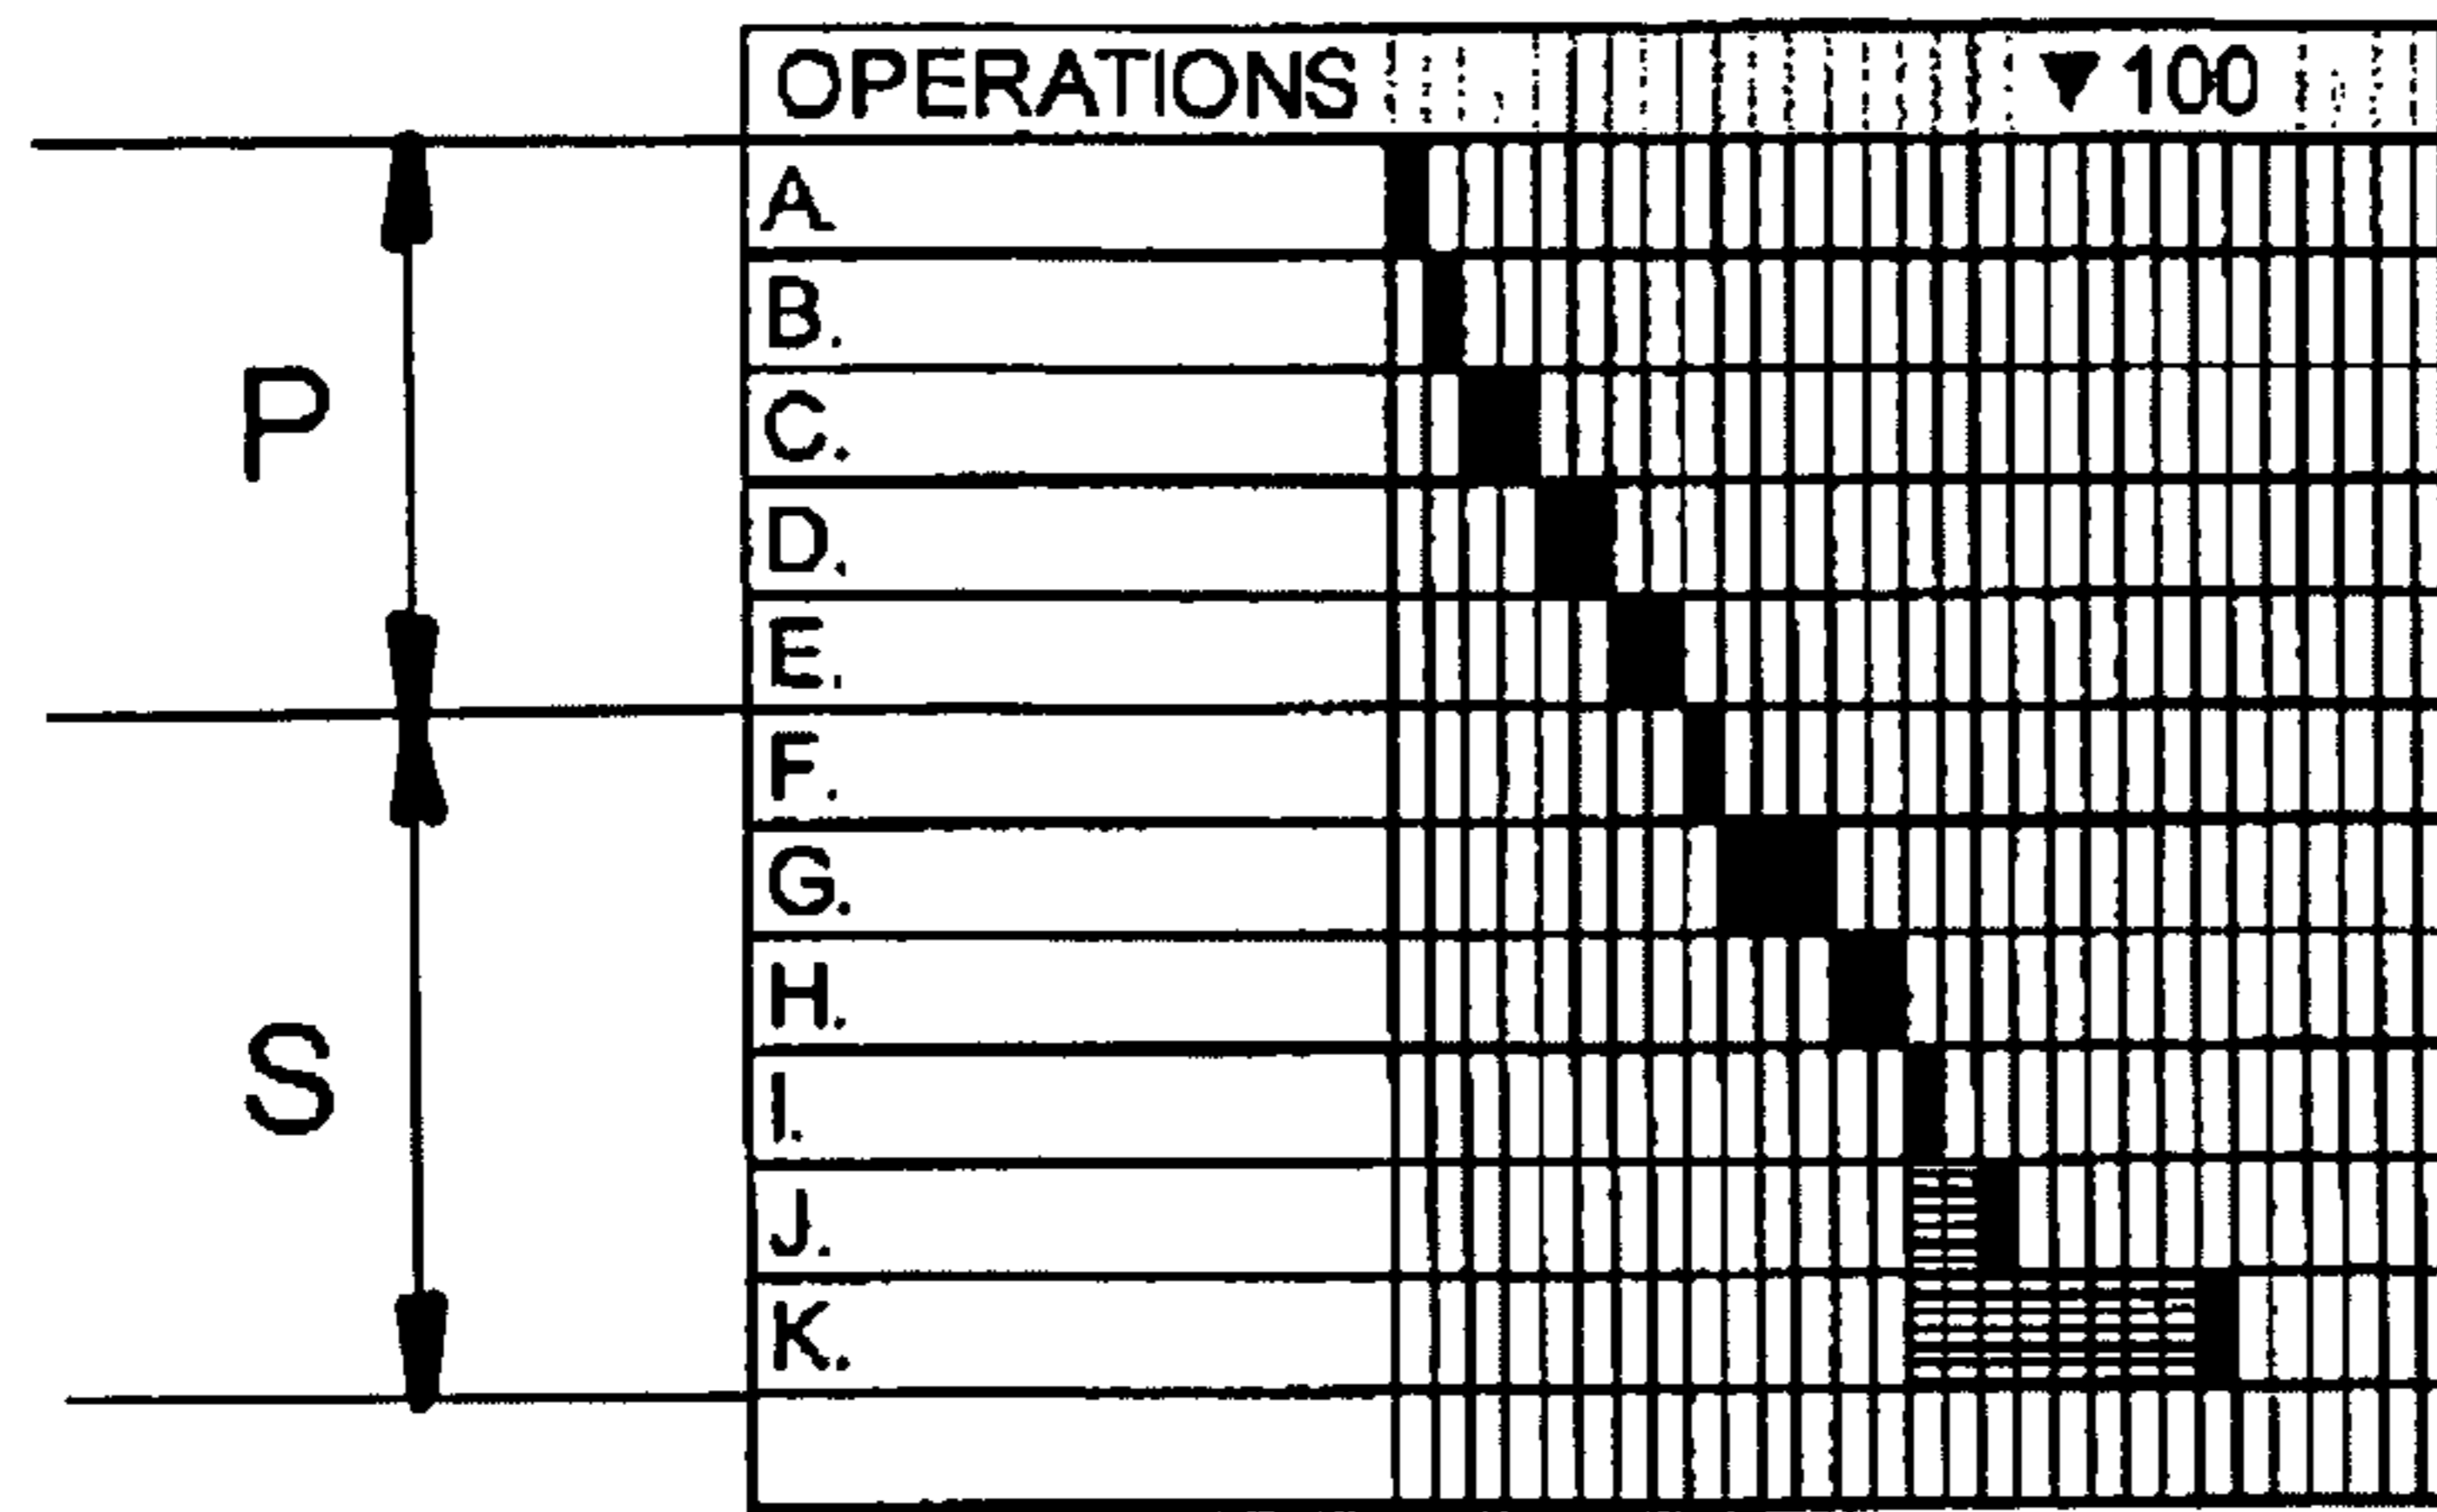 OPERATIONS ▼ 100
A
B.
C.
D.
E.
F.
G.
H.
I.
J.
K.
P
S